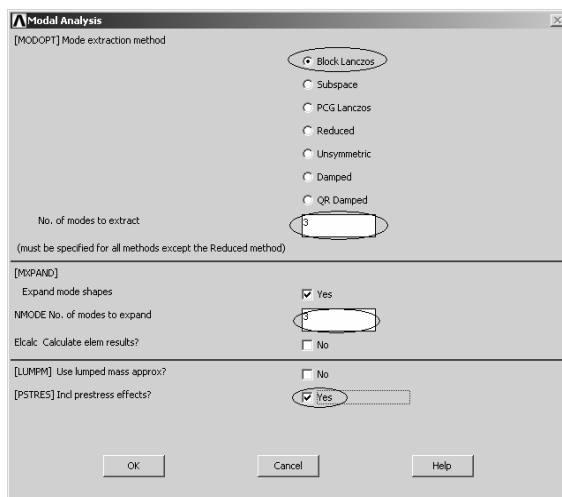 Modal Analysis
[MODOPT] Mode extraction method
Block Lanczos
Subspace
PCG Lanczos
Reduced
Unsymmetric
Damped
QR Damped
No. of modes to extract 3
(must be specified for all methods except the Reduced method)
[MXPAND]
Expand mode shapes Yes
NMODE No. of modes to expand 3
Elcalc Calculate elem results? No
[LUMPM] Use lumped mass approx? No
[PSTRES] Incl prestress effects? Yes
OK Cancel Help